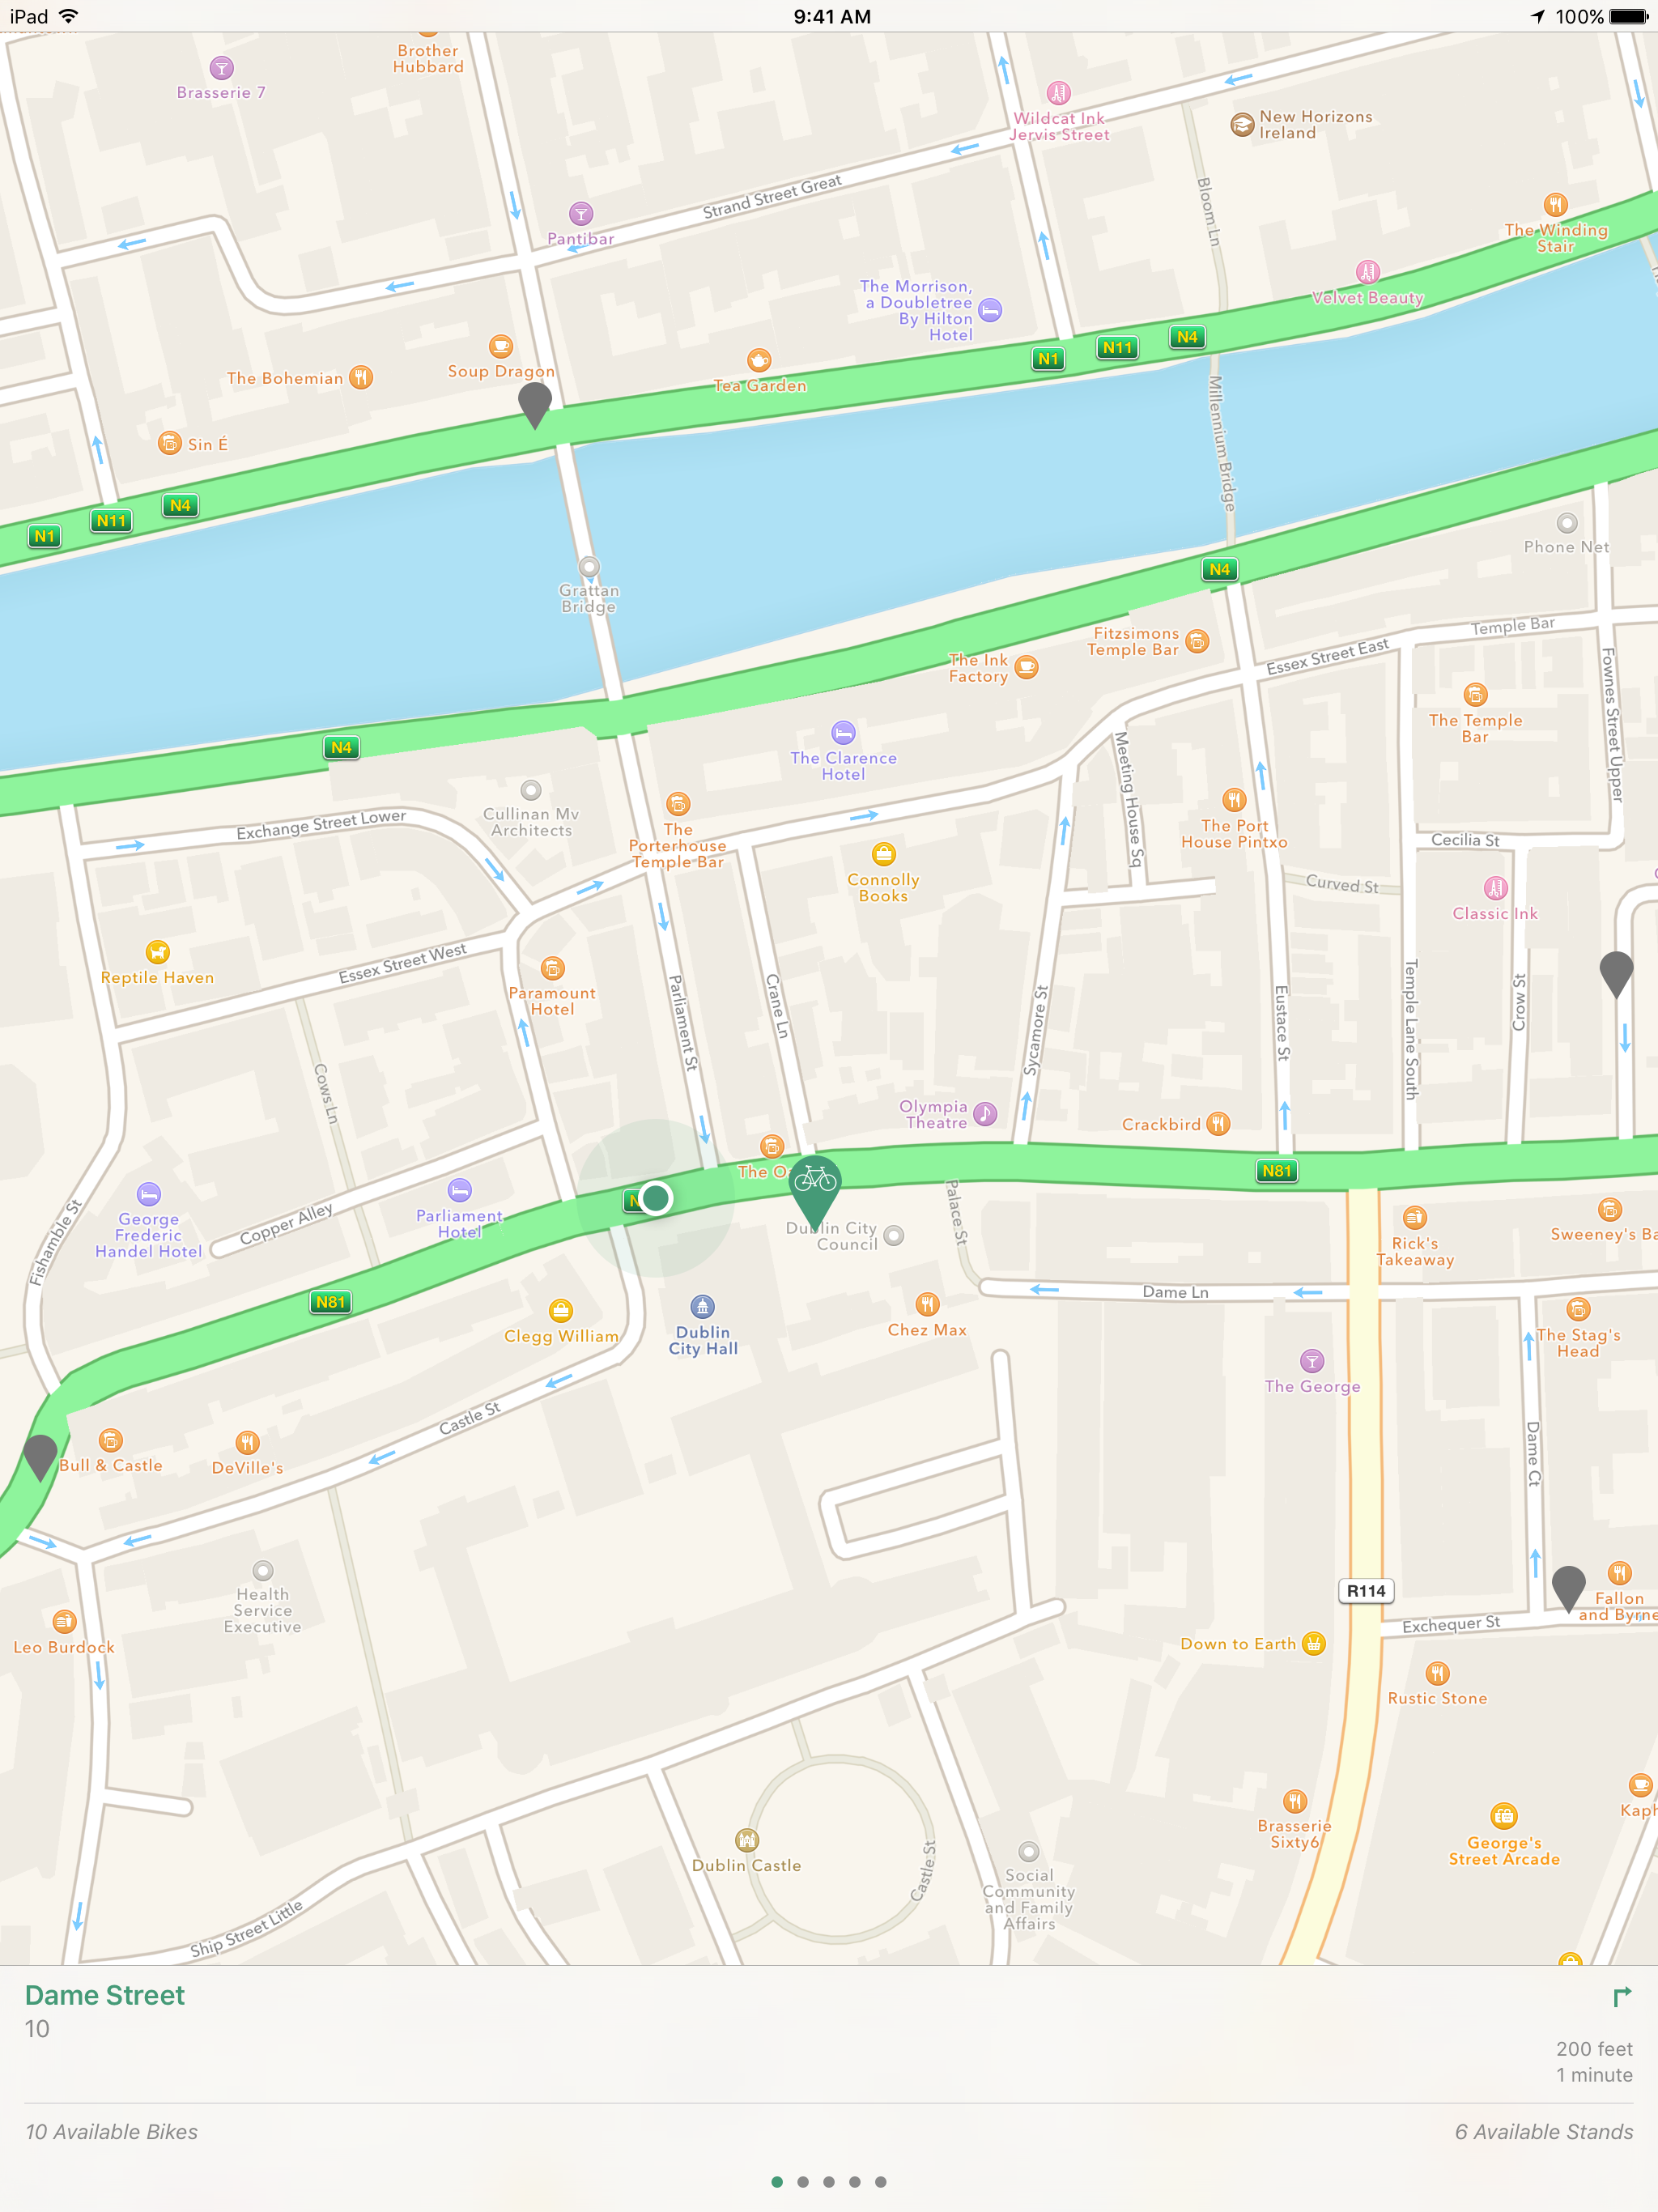 iPad
9:41 AM
100%
Brother
Hubbard
Brasserie 7
Wildcat Ink
Jervis Street
New Horizons
Ireland
Strand Street Great
Bloom Ln
Pantibar
The Winding
Stair
Velvet Beauty
The Morrison,
a Doubletree
By Hilton
Hotel
N1
N11
N4
Soup Dragon
The Bohemian
Tea Garden
Sin É
Millennium Bridge
N4
N11
N1
Phone Net
Grattan
Bridge
N4
Temple Bar
Fitzsimons
Temple Bar
Essex Street East
The Ink
Factory
Fownes Street Upper
The Temple
Bar
N4
The Clarence
Hotel
Meeting House Sq
Cullinan Mv
Architects
Exchange Street Lower
The
Porterhouse
Temple Bar
The Port
House Pintxo
Cecilia St
Connolly
Books
Curved St
Classic Ink
Reptile Haven
Essex Street West
Paramount
Hotel
Parliament St
Crane Ln
Sycamore St
Eustace St
Temple Lane South
Crow St
Cows Ln
Olympia
Theatre
Crackbird
The O
N81
N
George
Frederic
Handel Hotel
Copper Alley
Parliament
Hotel
Fishamble St
Dublin City
Council
Palace St
Rick's
Takeaway
Sweeney's Ba
Dame Ln
N81
Clegg William
Dublin
City Hall
Chez Max
The Stag's
Head
The George
Castle St
Dame Ct
Bull & Castle
DeVille's
Health
Service
Executive
R114
Fallon
and Byrne
Exchequer St
Leo Burdock
Down to Earth
Rustic Stone
Brasserie
Sixty6
Kaph
George's
Street Arcade
Dublin Castle
Castle St
Social
Community
and Family
Affairs
Ship Street Little
Dame Street
10
200 feet
1 minute
10 Available Bikes
6 Available Stands